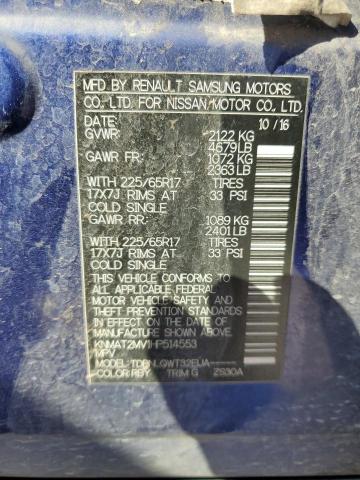 MFD BY RENAULT SAMSUNG MOTORS
CO. LTD. FOR NISSAN MOTOR CO., LTD.
DATE: 10/16
GVWR: 2122 KG
4679LB
GAWR FR: 1072 KG
2363 LB
WITH 225/65R17 TIRES
17X7J RIMS AT 33 PSI
COLD SINGLE
GAWR RR: 1089 KG
2401 LB
WITH 225/65R17 TIRES
17X7J RIMS AT 33 PSI
COLD SINGLE
THIS VEHICLE CONFORMS TO
ALL APPLICABLE FEDERAL
MOTOR VEHICLE SAFETY AND
THEFT PREVENTION STANDARDS
IN EFFECT ON THE DATE OF
MANUFACTURE SHOWN ABOVE.
KNMAT2MV1HP514553
MPV
MODEL: TDBNLQWT32EUA-----
COLOR RBY TRIM G ZS30A